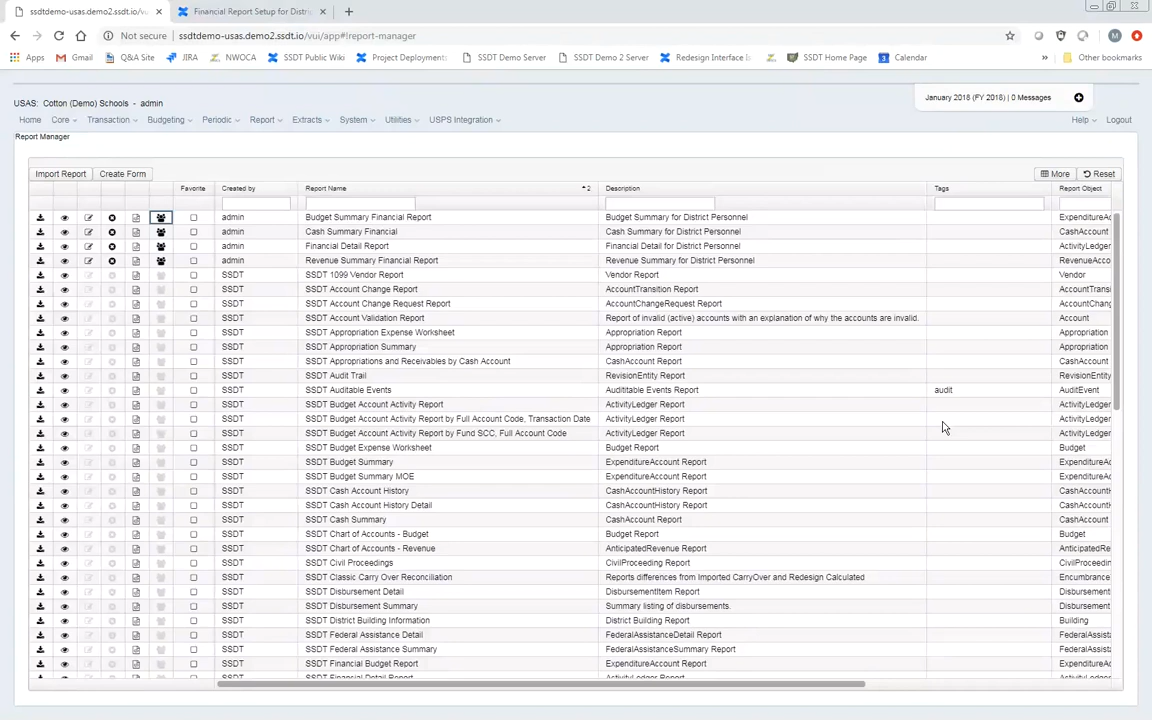 ssdtdemo-usas.demo2.ssdt.io/vu
Financial Report Setup for Distri
Not secure ssdtdemo-usas.demo2.ssdt.io/vui/app#!report-manager
Apps Gmail Q&A Site JIRA NWOCA SSDT Public Wiki Project Deployment SSDT Demo Server SSDT Demo 2 Server Redesign Interface SSDT Home Page Calendar Other bookmarks
USAS: Cotton (Demo) Schools - admin
January 2018 (FY 2018) | 0 Messages
Home Core Transaction Budgeting Periodic Report Extracts System Utilities USPS Integration Help Logout
Report Manager
Import Report Create Form More Reset
Favorite Created by Report Name 2 Description Tags Report Object
admin Budget Summary Financial Report Budget Summary for District Personnel ExpenditureAc
admin Cash Summary Financial Cash Summary for District Personnel CashAccount
admin Financial Detail Report Financial Detail for District Personnel ActivityLedger
admin Revenue Summary Financial Report Revenue Summary for District Personnel RevenueAcco
SSDT SSDT 1099 Vendor Report Vendor Report Vendor
SSDT SSDT Account Change Report AccountTransition Report AccountTransi
SSDT SSDT Account Change Request Report AccountChangeRequest Report AccountChang
SSDT SSDT Account Validation Report Report of invalid (active) accounts with an explanation of why the accounts are invalid. Account
SSDT SSDT Appropriation Expense Worksheet Appropriation Report Appropriation
SSDT SSDT Appropriation Summary Appropriation Report Appropriation
SSDT SSDT Appropriations and Receivables by Cash Account CashAccount Report CashAccount
SSDT SSDT Audit Trail RevisionEntity Report RevisionEntity
SSDT SSDT Auditable Events Audititable Events Report audit AuditEvent
SSDT SSDT Budget Account Activity Report ActivityLedger Report ActivityLedger
SSDT SSDT Budget Account Activity Report by Full Account Code, Transaction Date ActivityLedger Report ActivityLedger
SSDT SSDT Budget Account Activity Report by Fund SCC, Full Account Code ActivityLedger Report ActivityLedger
SSDT SSDT Budget Expense Worksheet Budget Report Budget
SSDT SSDT Budget Summary ExpenditureAccount Report ExpenditureAc
SSDT SSDT Budget Summary MOE ExpenditureAccount Report ExpenditureAc
SSDT SSDT Cash Account History CashAccountHistory Report CashAccountH
SSDT SSDT Cash Account History Detail CashAccountHistory Report CashAccountH
SSDT SSDT Cash Summary CashAccount Report CashAccount
SSDT SSDT Chart of Accounts - Budget Budget Report Budget
SSDT SSDT Chart of Accounts - Revenue AnticipatedRevenue Report AnticipatedRe
SSDT SSDT Civil Proceedings CivilProceeding Report CivilProceedin
SSDT SSDT Classic Carry Over Reconciliation Reports differences from Imported CarryOver and Redesign Calculated Encumbrance
SSDT SSDT Disbursement Detail DisbursementItem Report Disbursement
SSDT SSDT Disbursement Summary Summary listing of disbursements. Disbursement
SSDT SSDT District Building Information District Building Report Building
SSDT SSDT Federal Assistance Detail FederalAssistanceDetail Report FederalAssista
SSDT SSDT Federal Assistance Summary FederalAssistanceSummary Report FederalAssista
SSDT SSDT Financial Budget Report ExpenditureAccount Report ExpenditureAc
SSDT SSDT Financial Detail Report ActivityLedger Report ActivityLedger